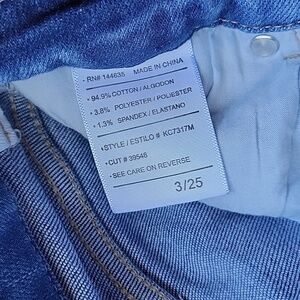 • RN# 144635 MADE IN CHINA
• 94.9% COTTON / ALGODON
• 3.8% POLYESTER / POLIESTER
• 1.3% SPANDEX / ELASTANO
•STYLE / ESTILO # KC7317M
•CUT # 39546
•SEE CARE ON REVERSE
3/25